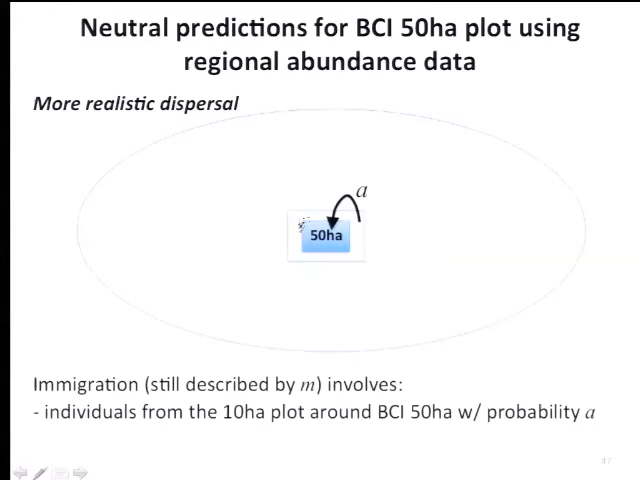 Neutral predictions for BCI 50ha plot using
regional abundance data
More realistic dispersal
a
50ha
Immigration (still described by m) involves:
- individuals from the 10ha plot around BCI 50ha w/ probability a
47